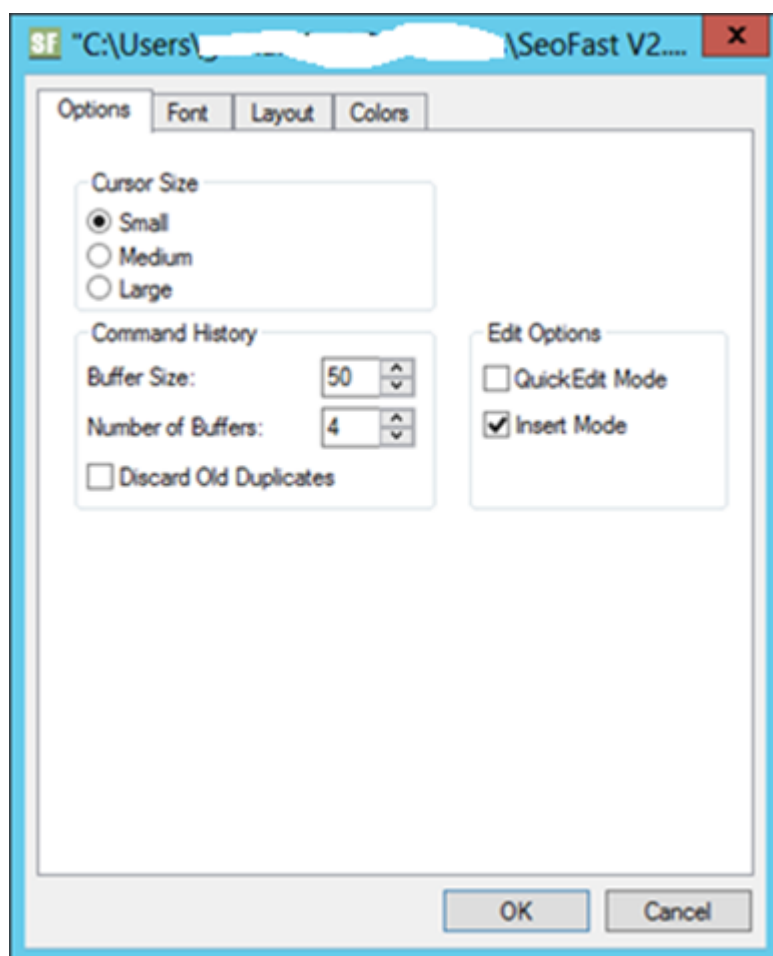 SF "C:\Users\ \SeoFast V2.... x
Options Font Layout Colors
Cursor Size
Small
Medium
Large
Command History
Buffer Size: 50
Number of Buffers: 4
Discard Old Duplicates
Edit Options
QuickEdit Mode
Insert Mode
OK Cancel